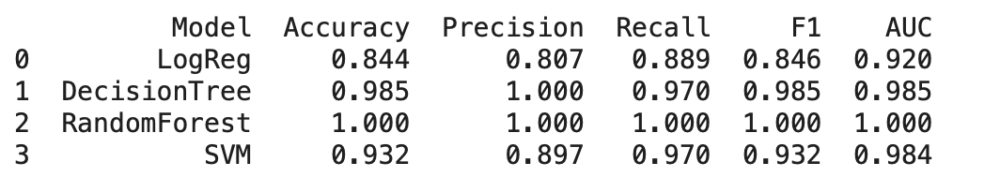 Model Accuracy Precision Recall F1 AUC
0 LogReg 0.844 0.807 0.889 0.846 0.920
1 DecisionTree 0.985 1.000 0.970 0.985 0.985
2 RandomForest 1.000 1.000 1.000 1.000 1.000
3 SVM 0.932 0.897 0.970 0.932 0.984